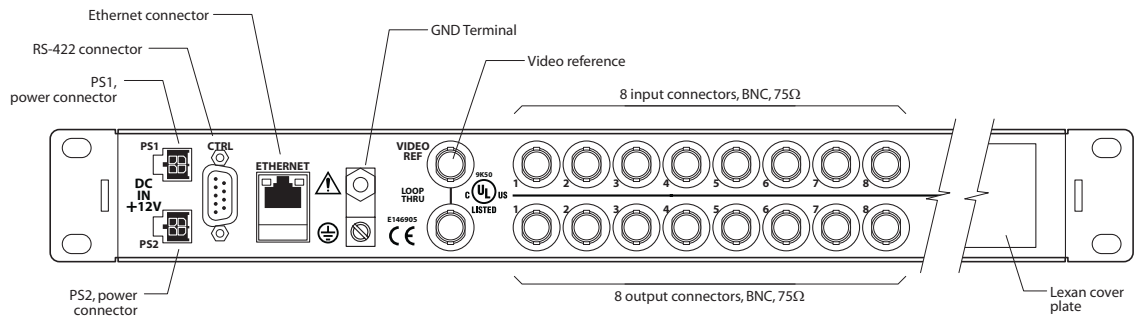 Ethernet connector
GND Terminal
RS-422 connector
Video reference
PS1,
power connector
8 input connectors, BNC, 75Ω
PS1
CTRL
VIDEO
REF
ETHERNET
9K50
1 2 3 4 5 6 7 8
DC
IN
+12V
LOOP
THRU
C UL US
LISTED
1 2 3 4 5 6 7 8
E146905
CE
PS2
PS2, power
connector
8 output connectors, BNC, 75Ω
Lexan cover
plate